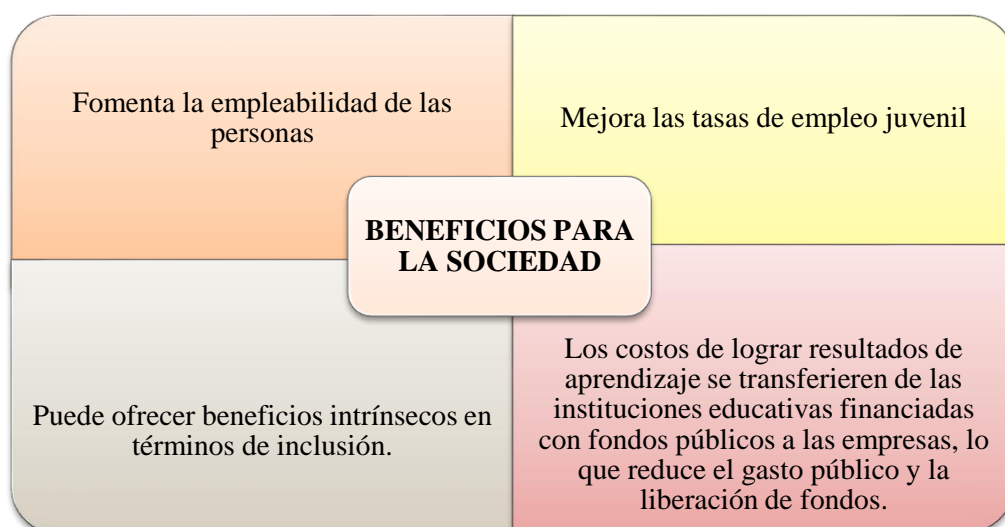 Fomenta la empleabilidad de las
personas
Mejora las tasas de empleo juvenil
BENEFICIOS PARA
LA SOCIEDAD
Puede ofrecer beneficios intrínsecos en
términos de inclusión.
Los costos de lograr resultados de
aprendizaje se transferieren de las
instituciones educativas financiadas
con fondos públicos a las empresas, lo
que reduce el gasto público y la
liberación de fondos.